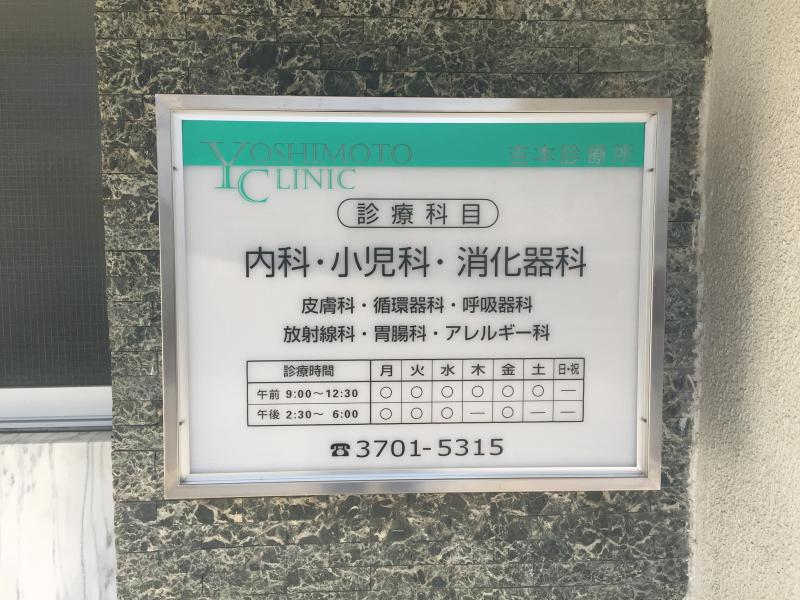 YOSHIMOTO CLINIC
吉本診療所
診療科目
内科・小児科・消化器科
皮膚科・循環器科・呼吸器科
放射線科・胃腸科・アレルギー科
診療時間 月 火 水 木 金 土 日・祝
午前 9:00〜12:30 ○ ○ ○ ○ ○ ○ —
午後 2:30〜 6:00 ○ ○ ○ — ○ — —
☎3701-5315